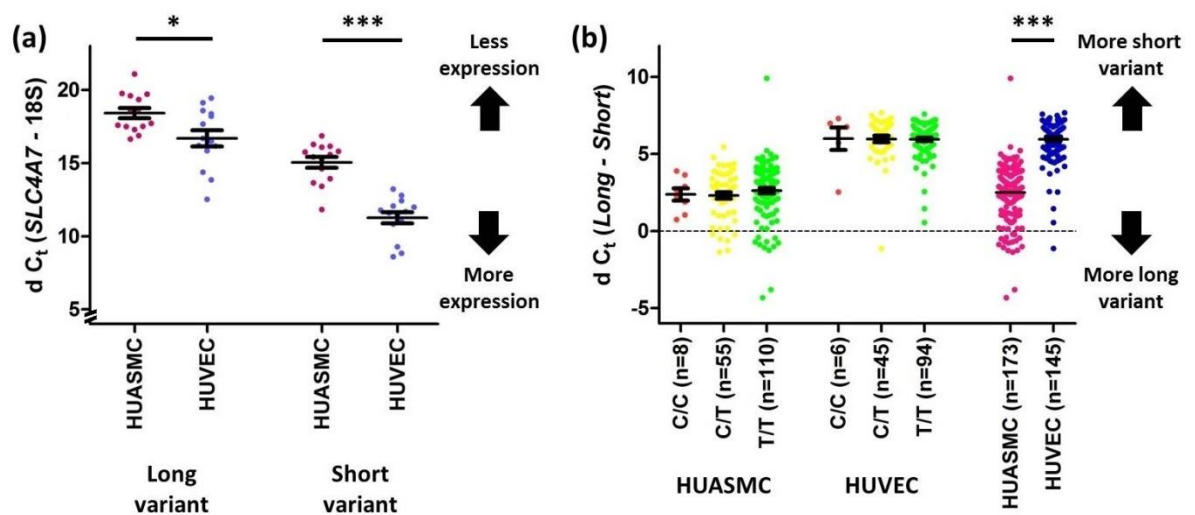 (a)
*
***
Less
expression
d Ct (SLC4A7 - 18S)
20
15
10
5
More
expression
HUASMC
HUVEC
HUASMC
HUVEC
Long
variant
Short
variant
(b)
***
More short
variant
d Ct (Long - Short)
10
5
0
-5
More long
variant
C/C (n=8)
C/T (n=55)
T/T (n=110)
C/C (n=6)
C/T (n=45)
T/T (n=94)
HUASMC (n=173)
HUVEC (n=145)
HUASMC
HUVEC